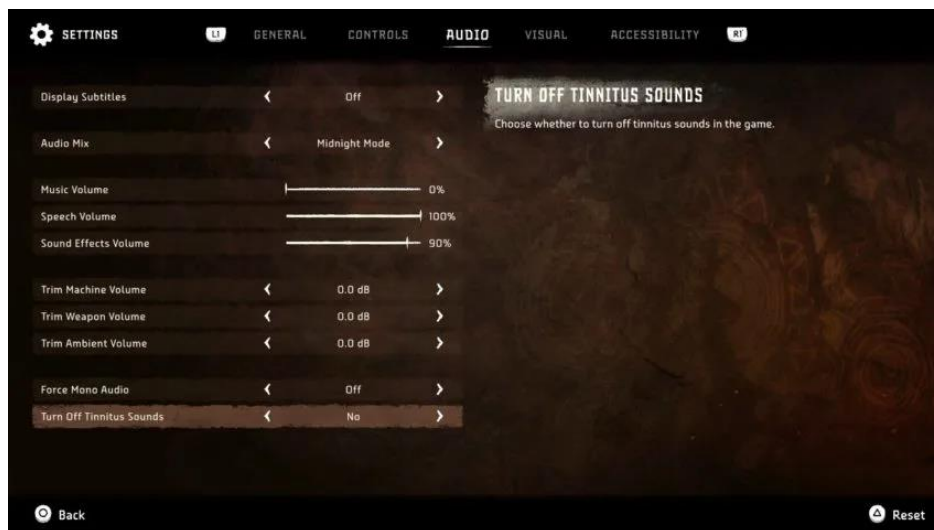 SETTINGS L1 GENERAL CONTROLS AUDIO VISUAL ACCESSIBILITY R1
Display Subtitles Off
Audio Mix Midnight Mode
Music Volume 0%
Speech Volume 100%
Sound Effects Volume 90%
Trim Machine Volume 0.0 dB
Trim Weapon Volume 0.0 dB
Trim Ambient Volume 0.0 dB
Force Mono Audio Off
Turn Off Tinnitus Sounds No
TURN OFF TINNITUS SOUNDS
Choose whether to turn off tinnitus sounds in the game.
Back Reset